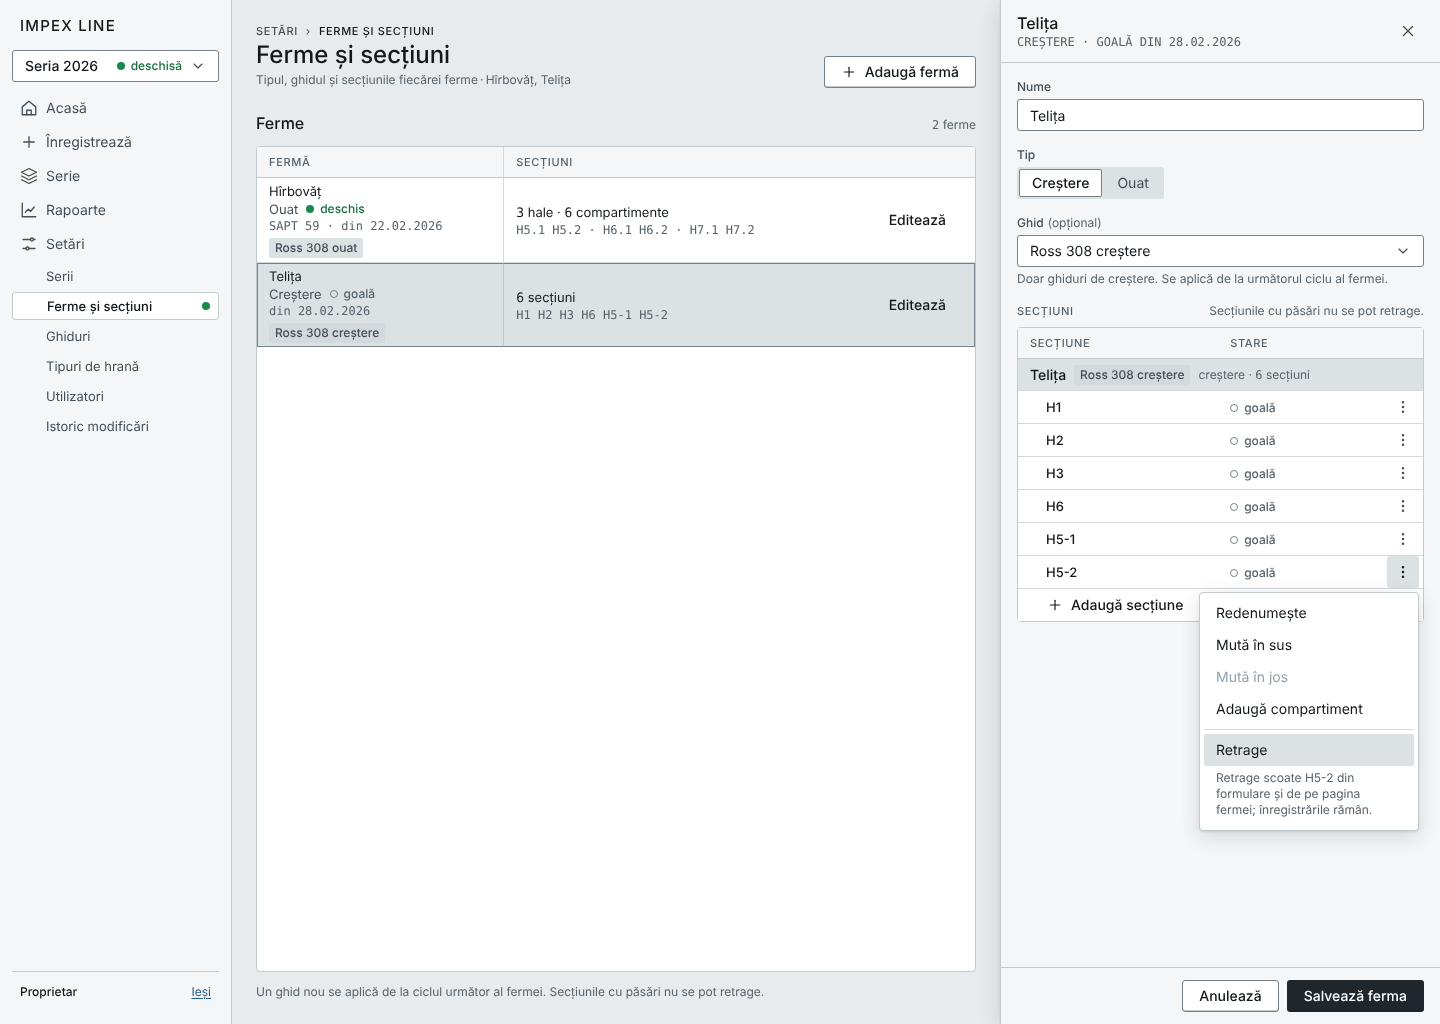 IMPEX LINE
Seria 2026 deschisă
Acasă
Înregistrează
Serie
Rapoarte
Setări
Serii
Ferme și secțiuni
Ghiduri
Tipuri de hrană
Utilizatori
Istoric modificări
Proprietar Ieși
SETĂRI › FERME ȘI SECȚIUNI
Ferme și secțiuni
Tipul, ghidul și secțiunile fiecărei ferme · Hîrbovăț, Telița
Adaugă fermă
Ferme
2 ferme
FERMĂ SECȚIUNI
Hîrbovăț
Ouat deschis
SAPT 59 · din 22.02.2026
Ross 308 ouat
3 hale · 6 compartimente
H5.1 H5.2 · H6.1 H6.2 · H7.1 H7.2
Editează
Telița
Creștere goală
din 28.02.2026
Ross 308 creștere
6 secțiuni
H1 H2 H3 H6 H5-1 H5-2
Editează
Un ghid nou se aplică de la ciclul următor al fermei. Secțiunile cu păsări nu se pot retrage.
Telița
CREȘTERE · GOALĂ DIN 28.02.2026
Nume
Telița
Tip
Creștere Ouat
Ghid (opțional)
Ross 308 creștere
Doar ghiduri de creștere. Se aplică de la următorul ciclu al fermei.
SECȚIUNI Secțiunile cu păsări nu se pot retrage.
SECȚIUNE STARE
Telița Ross 308 creștere creștere · 6 secțiuni
H1 goală
H2 goală
H3 goală
H6 goală
H5-1 goală
H5-2 goală
Adaugă secțiune
Redenumește
Mută în sus
Mută în jos
Adaugă compartiment
Retrage
Retrage scoate H5-2 din
formulare și de pe pagina
fermei; înregistrările rămân.
Anulează Salvează ferma